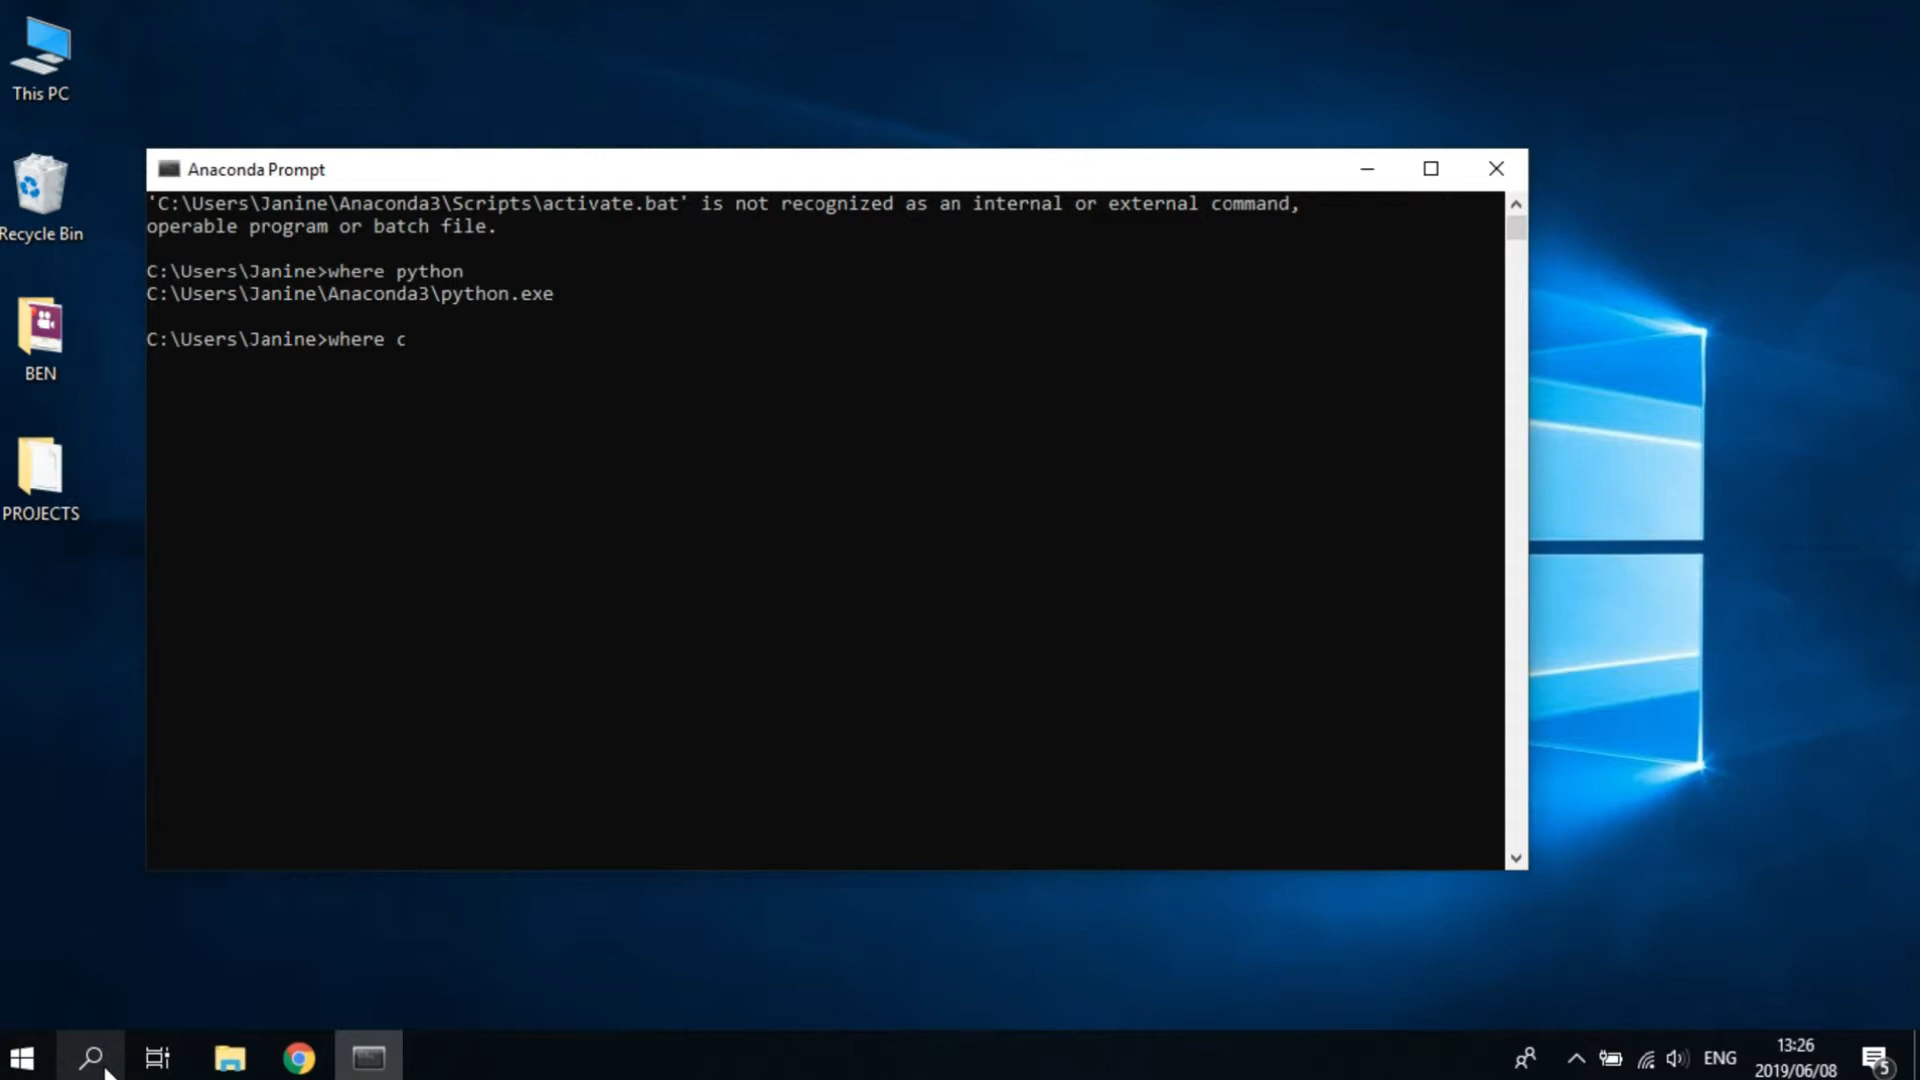 This PC
Recycle Bin
BEN
PROJECTS
Anaconda Prompt
'C:\Users\Janine\Anaconda3\Scripts\activate.bat' is not recognized as an internal or external command,
operable program or batch file.
C:\Users\Janine>where python
C:\Users\Janine\Anaconda3\python.exe
C:\Users\Janine>where c
ENG
13:26
2019/06/08
5